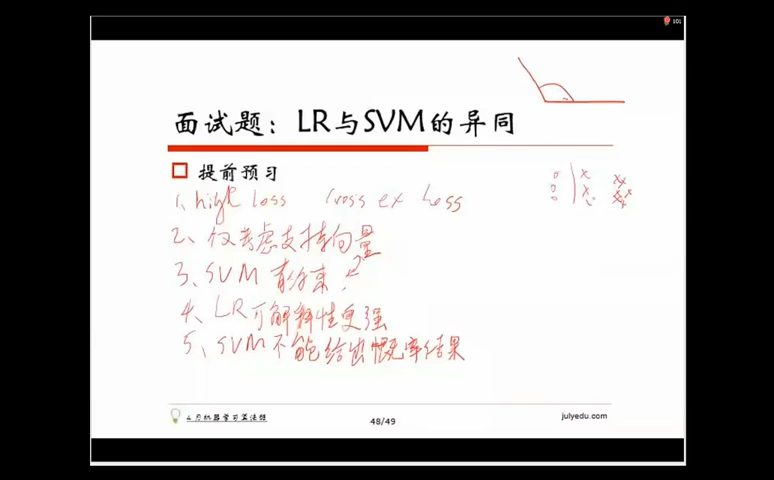 101
面试题：LR与SVM的异同
提前预习
1、high loss cross ex Loss
2、仅考虑支持向量
3、SVM 有约束
4、LR可解释性更强
5、SVM不能给出概率结果
4月机器学习算法班
48/49
julyedu.com